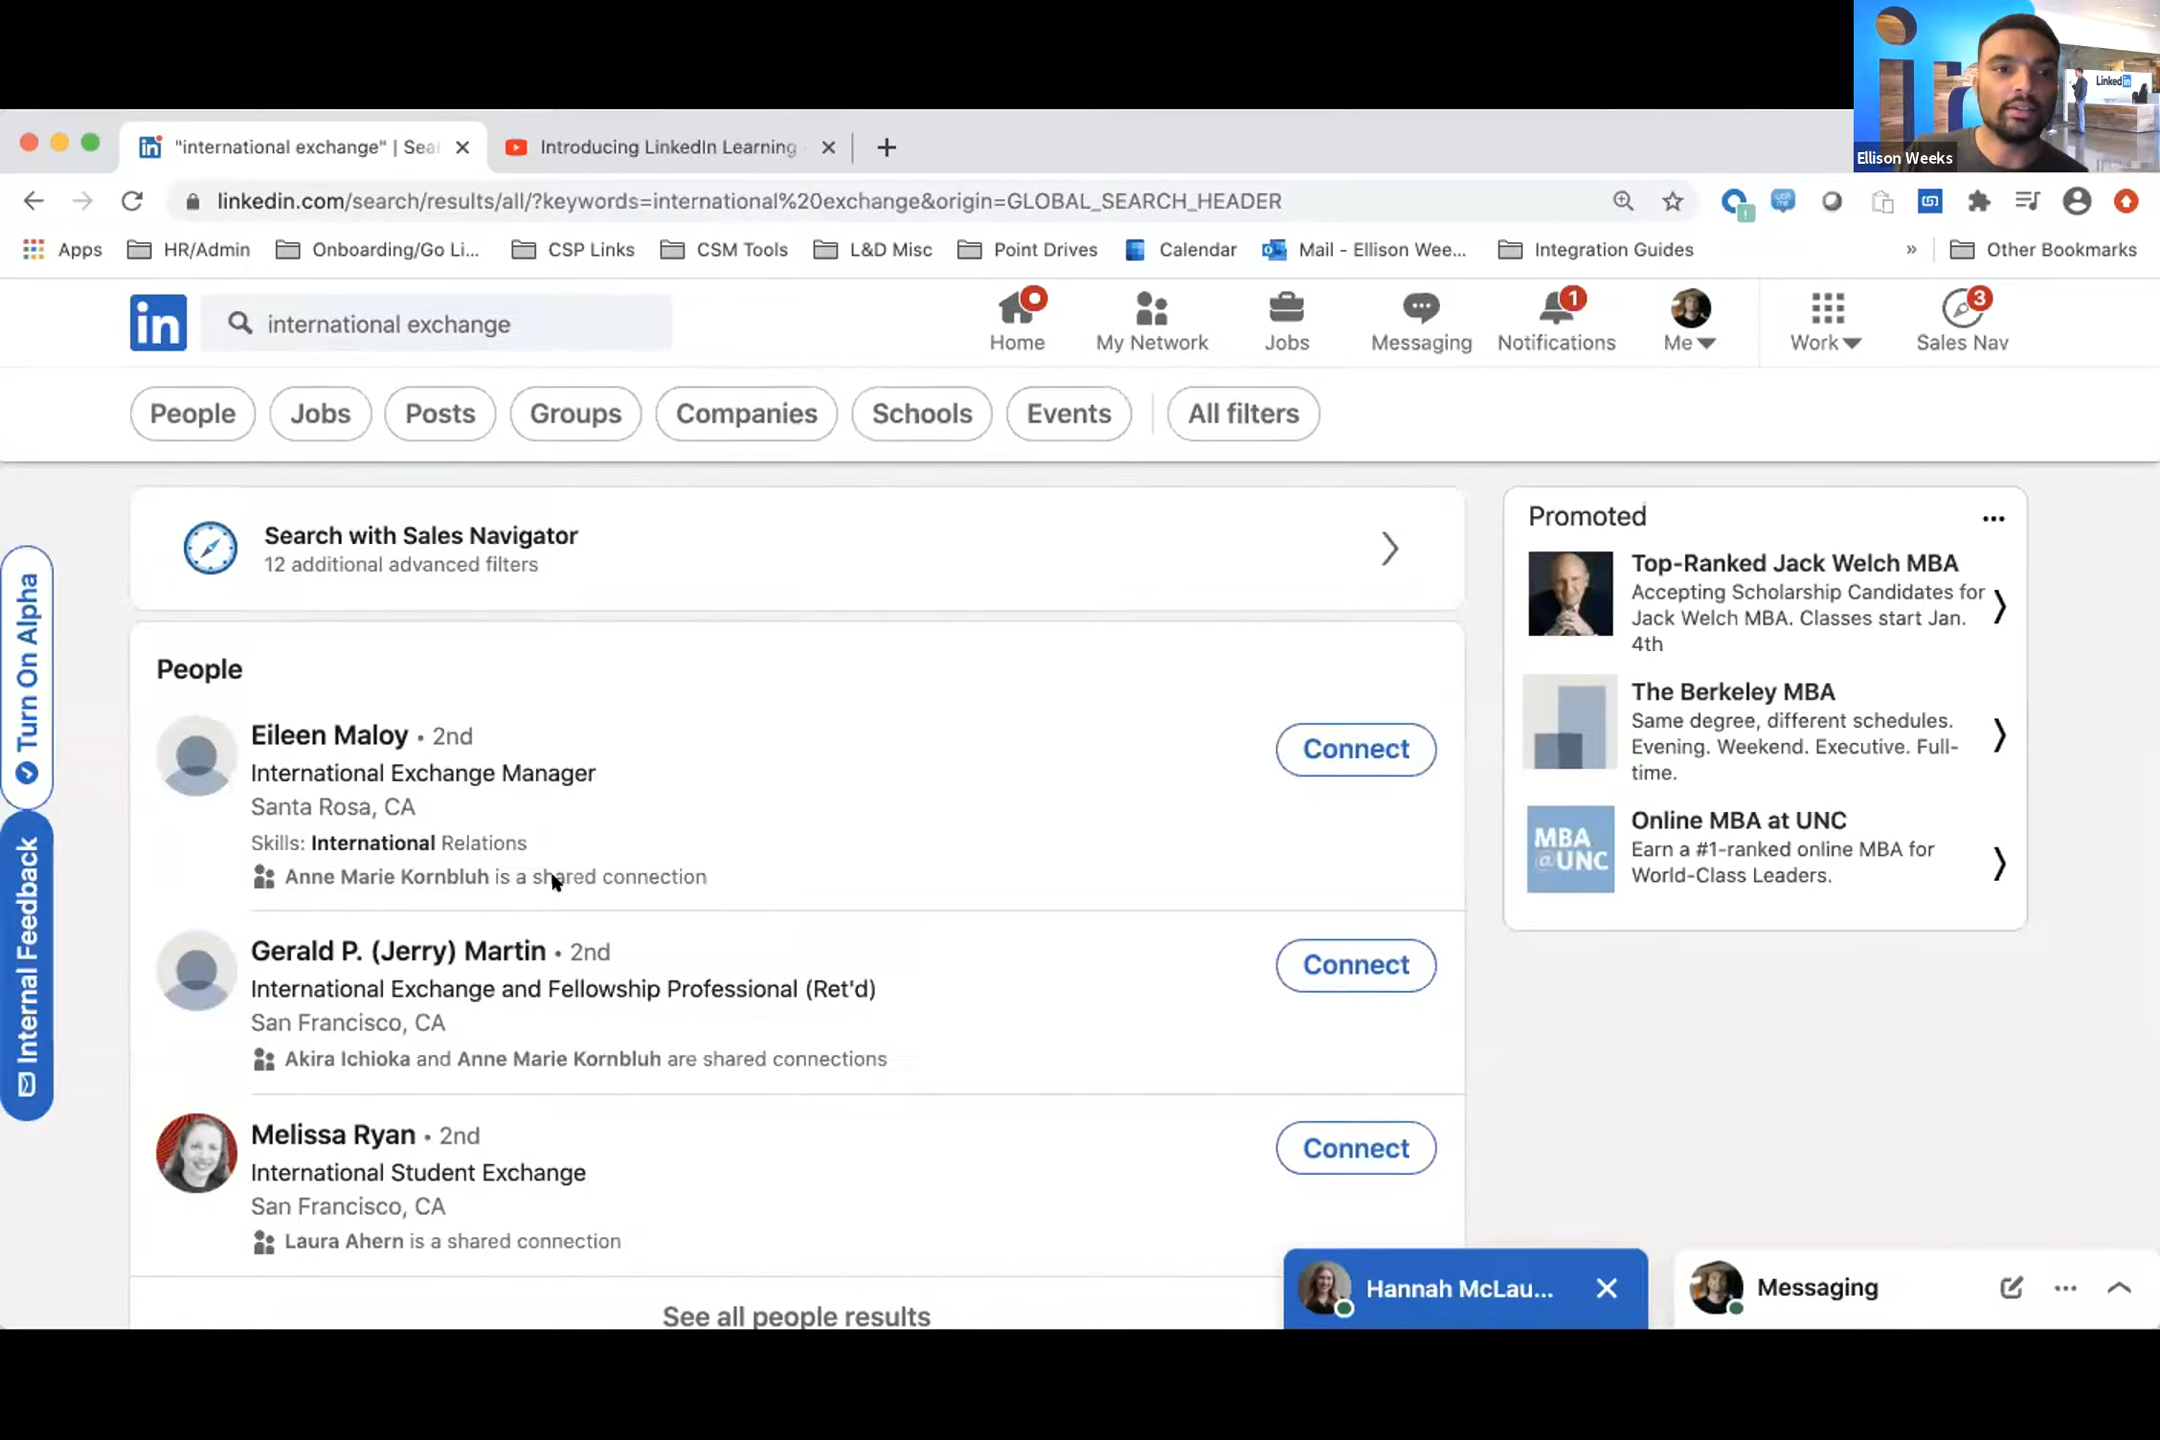 Linked in
Ellison Weeks
"international exchange" | Sea
Introducing LinkedIn Learning
linkedin.com/search/results/all/?keywords=international%20exchange&origin=GLOBAL_SEARCH_HEADER
Apps HR/Admin Onboarding/Go Li... CSP Links CSM Tools L&D Misc Point Drives Calendar Mail - Ellison Wee... Integration Guides » Other Bookmarks
in international exchange
1 3
Home My Network Jobs Messaging Notifications Me Work Sales Nav
People Jobs Posts Groups Companies Schools Events All filters
Search with Sales Navigator
12 additional advanced filters
People
Eileen Maloy • 2nd
International Exchange Manager
Santa Rosa, CA
Skills: International Relations
Anne Marie Kornbluh is a shared connection
Connect
Gerald P. (Jerry) Martin • 2nd
International Exchange and Fellowship Professional (Ret'd)
San Francisco, CA
Akira Ichioka and Anne Marie Kornbluh are shared connections
Connect
Melissa Ryan • 2nd
International Student Exchange
San Francisco, CA
Laura Ahern is a shared connection
Connect
See all people results
Promoted
Top-Ranked Jack Welch MBA
Accepting Scholarship Candidates for
Jack Welch MBA. Classes start Jan.
4th
The Berkeley MBA
Same degree, different schedules.
Evening. Weekend. Executive. Full-
time.
MBA
@UNC
Online MBA at UNC
Earn a #1-ranked online MBA for
World-Class Leaders.
Turn On Alpha
Internal Feedback
Hannah McLau...
Messaging